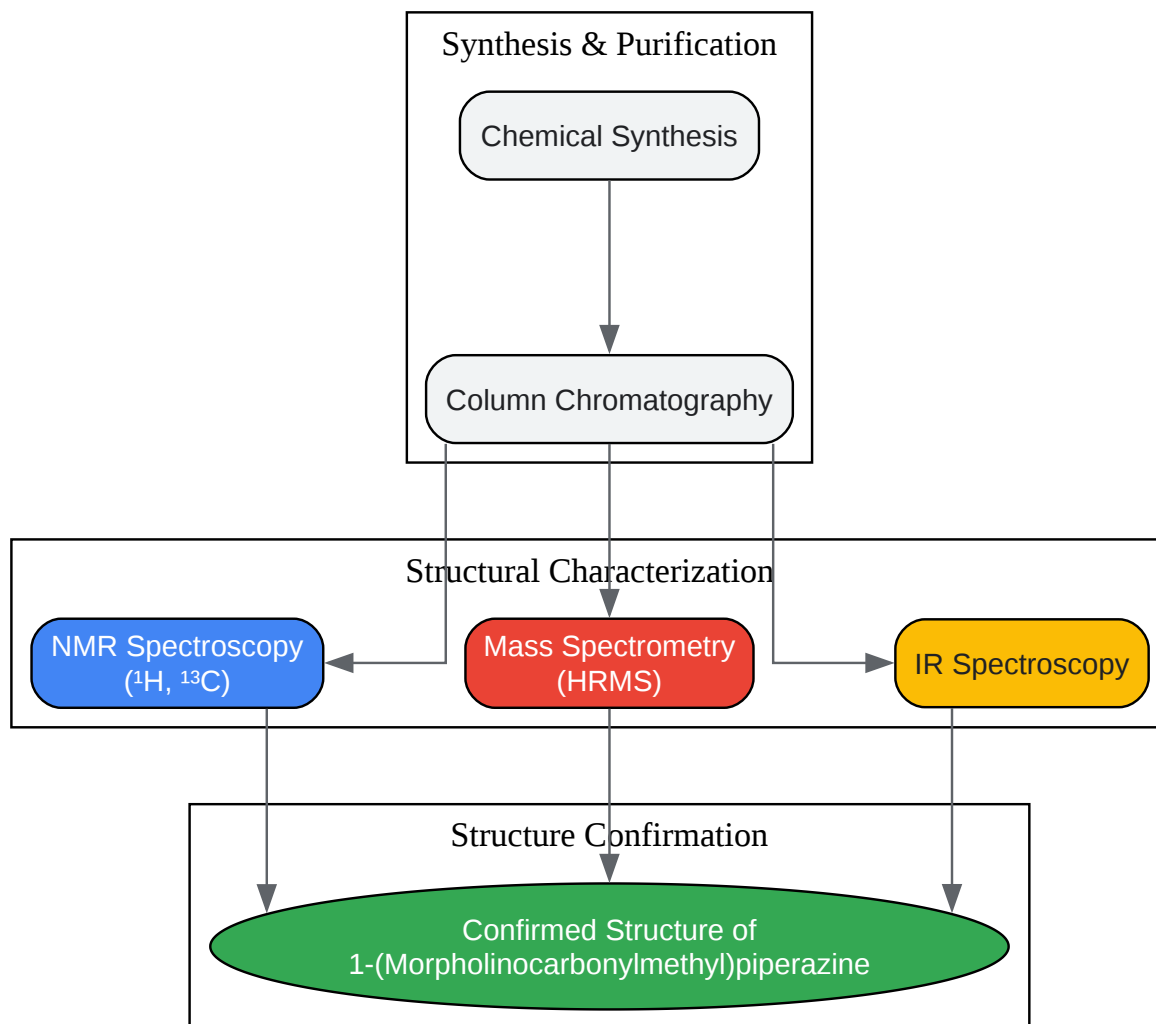 Synthesis & Purification
Chemical Synthesis
Column Chromatography
Structural Characterization
NMR Spectroscopy
(¹H, ¹³C)
Mass Spectrometry
(HRMS)
IR Spectroscopy
Structure Confirmation
Confirmed Structure of
1-(Morpholinocarbonylmethyl)piperazine